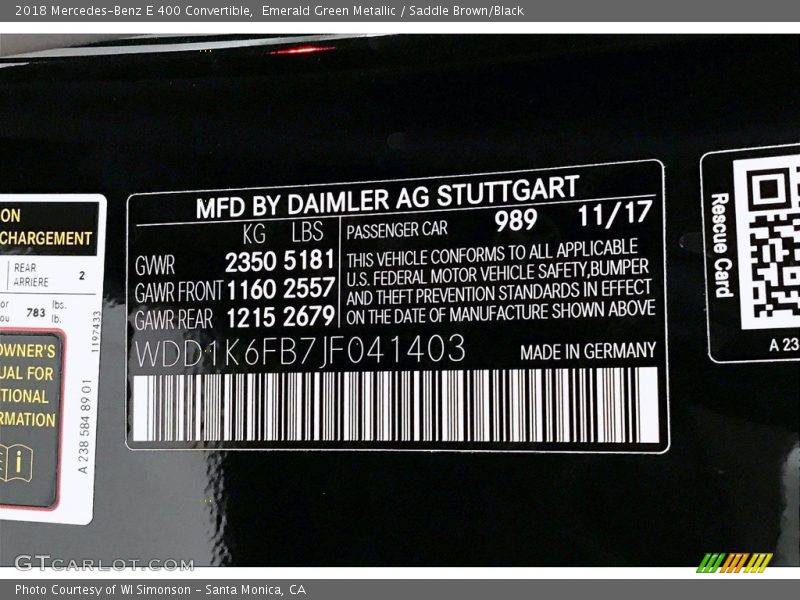 2018 Mercedes-Benz E 400 Convertible, Emerald Green Metallic / Saddle Brown/Black
ON
CHARGEMENT
REAR
ARRIERE 2
or
ou 783 lbs.
lb.
1197433
OWNER'S
UAL FOR
TIONAL
RMATION
i
A 238 584 89 01
MFD BY DAIMLER AG STUTTGART
KG LBS
GWR 2350 5181
GAWR FRONT 1160 2557
GAWR REAR 1215 2679
PASSENGER CAR 989 11/17
THIS VEHICLE CONFORMS TO ALL APPLICABLE
U.S. FEDERAL MOTOR VEHICLE SAFETY,BUMPER
AND THEFT PREVENTION STANDARDS IN EFFECT
ON THE DATE OF MANUFACTURE SHOWN ABOVE
WDD1K6FB7JF041403
MADE IN GERMANY
Rescue Card
A 23
GTCARLOT.COM
Photo Courtesy of WI Simonson - Santa Monica, CA